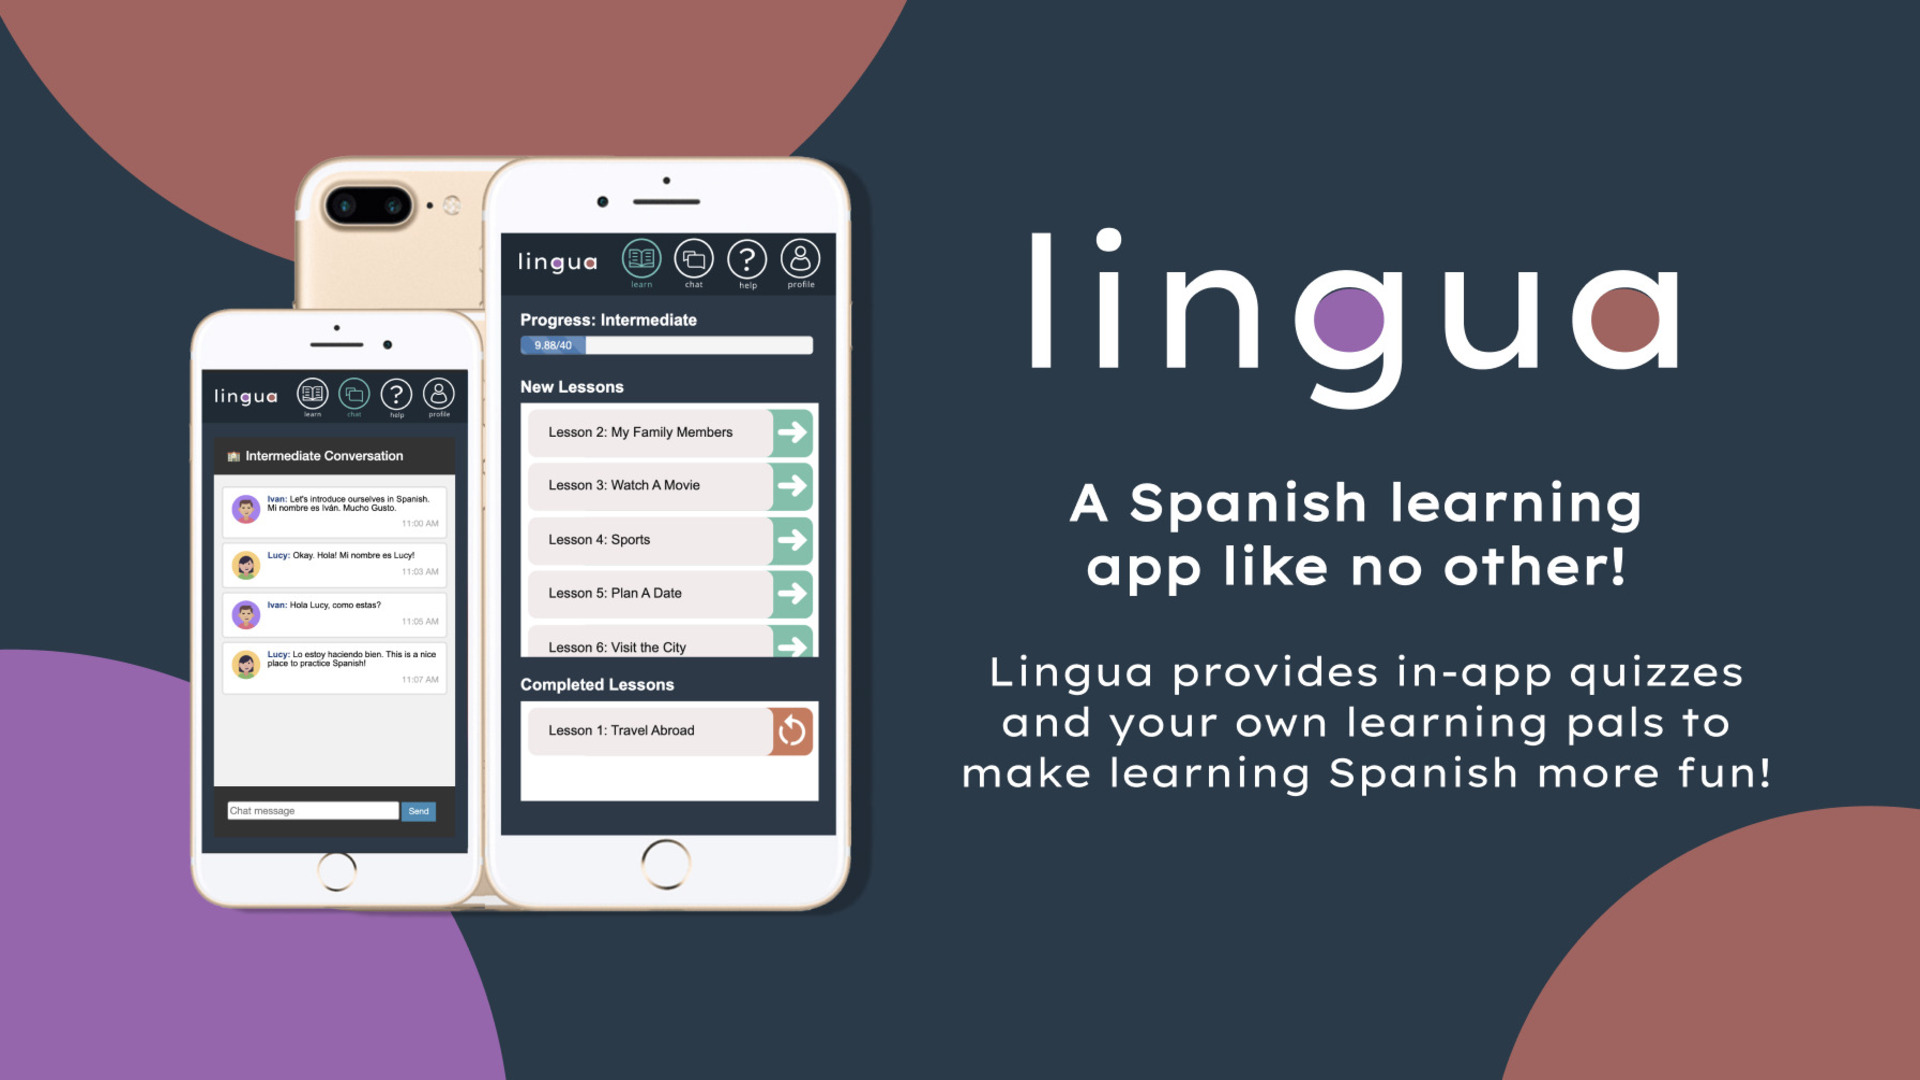 lingua
learn
chat
help
profile
Intermediate Conversation
Ivan: Let's introduce ourselves in Spanish.
Mi nombre es Iván. Mucho Gusto.
11:00 AM
Lucy: Okay. Hola! Mi nombre es Lucy!
11:03 AM
Ivan: Hola Lucy, como estas?
11:05 AM
Lucy: Lo estoy haciendo bien. This is a nice
place to practice Spanish!
11:07 AM
Chat message
Send
lingua
learn
chat
help
profile
Progress: Intermediate
9.88/40
New Lessons
Lesson 2: My Family Members
Lesson 3: Watch A Movie
Lesson 4: Sports
Lesson 5: Plan A Date
Lesson 6: Visit the City
Completed Lessons
Lesson 1: Travel Abroad
lingua
A Spanish learning
app like no other!
Lingua provides in-app quizzes
and your own learning pals to
make learning Spanish more fun!